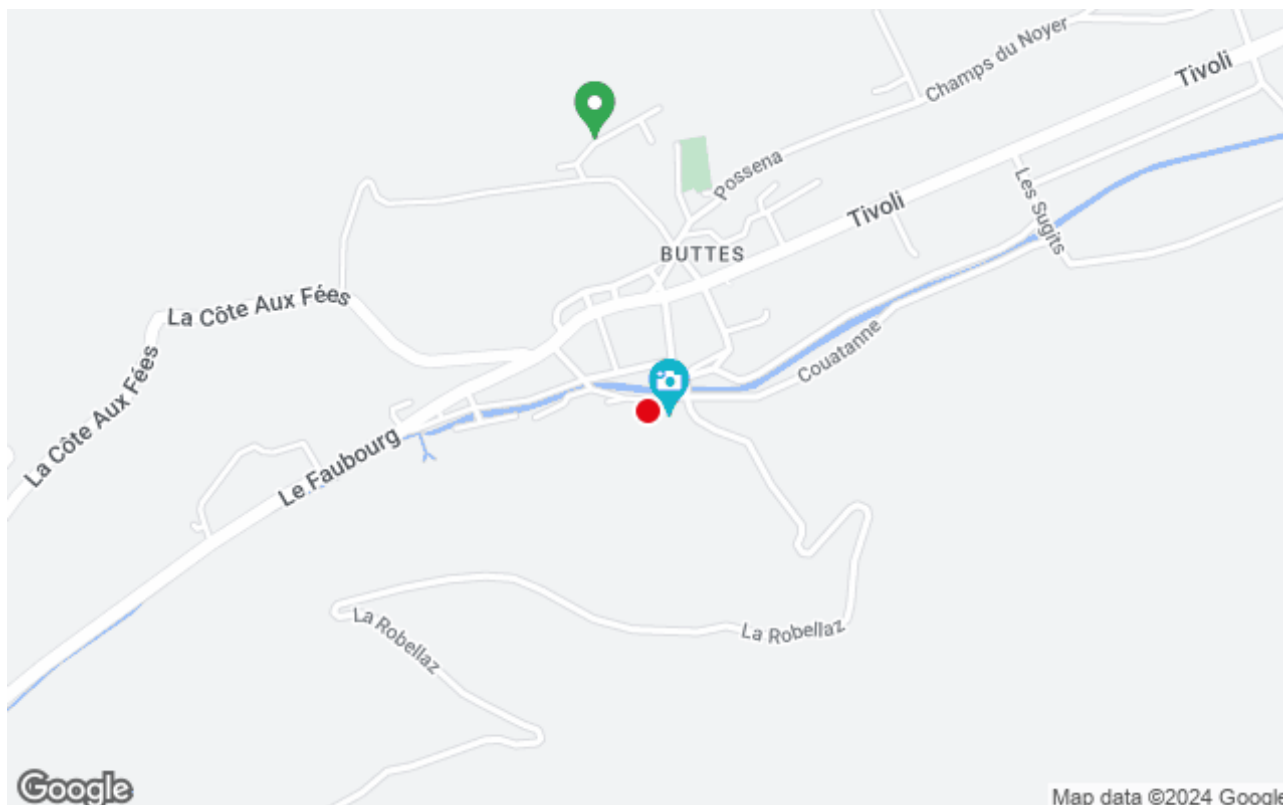 Champs du Noyer
Tivoli
Possena
Les Sugits
Tivoli
BUTTES
La Côte Aux Fées
Couatanne
La Côte Aux Fées
Le Faubourg
La Robellaz
La Robellaz
Google
Map data ©2024 Google